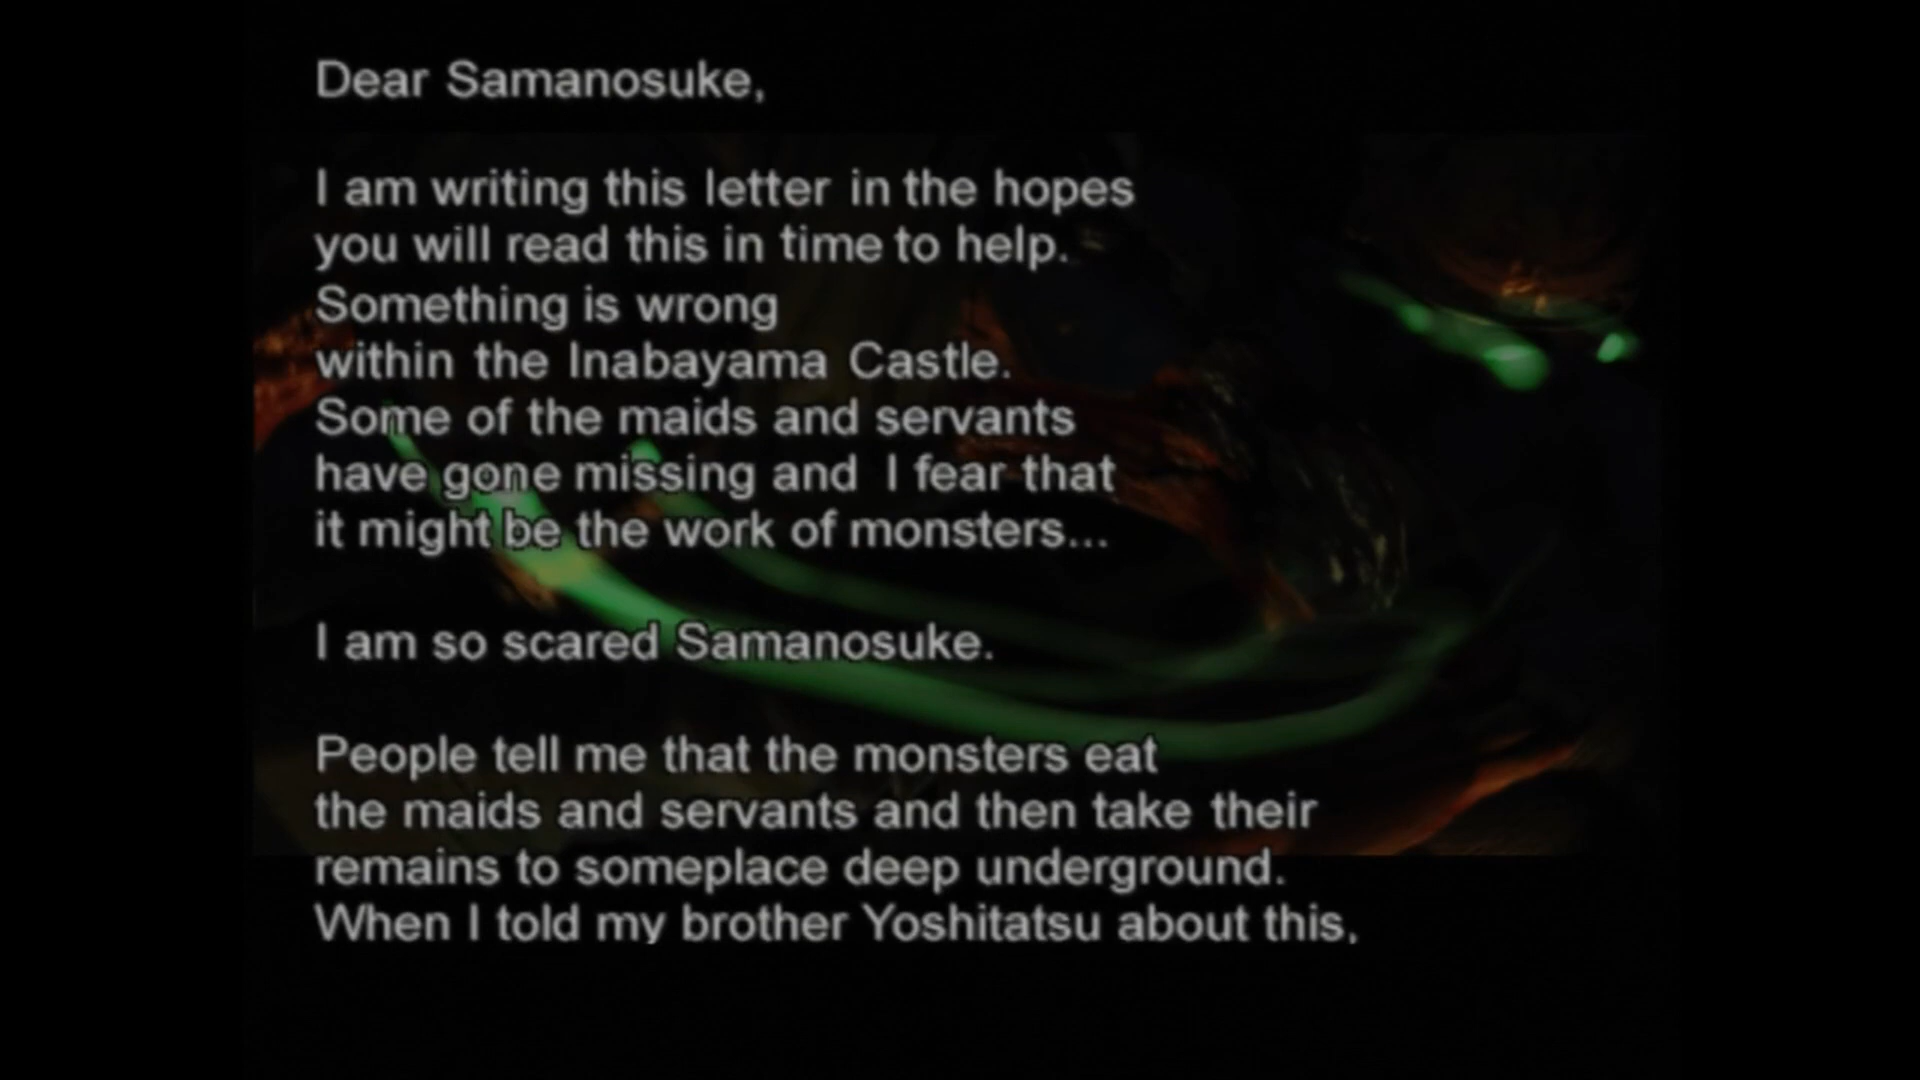 Dear Samanosuke,
I am writing this letter in the hopes
you will read this in time to help.
Something is wrong
within the Inabayama Castle.
Some of the maids and servants
have gone missing and I fear that
it might be the work of monsters...
I am so scared Samanosuke.
People tell me that the monsters eat
the maids and servants and then take their
remains to someplace deep underground.
When I told my brother Yoshitatsu about this,